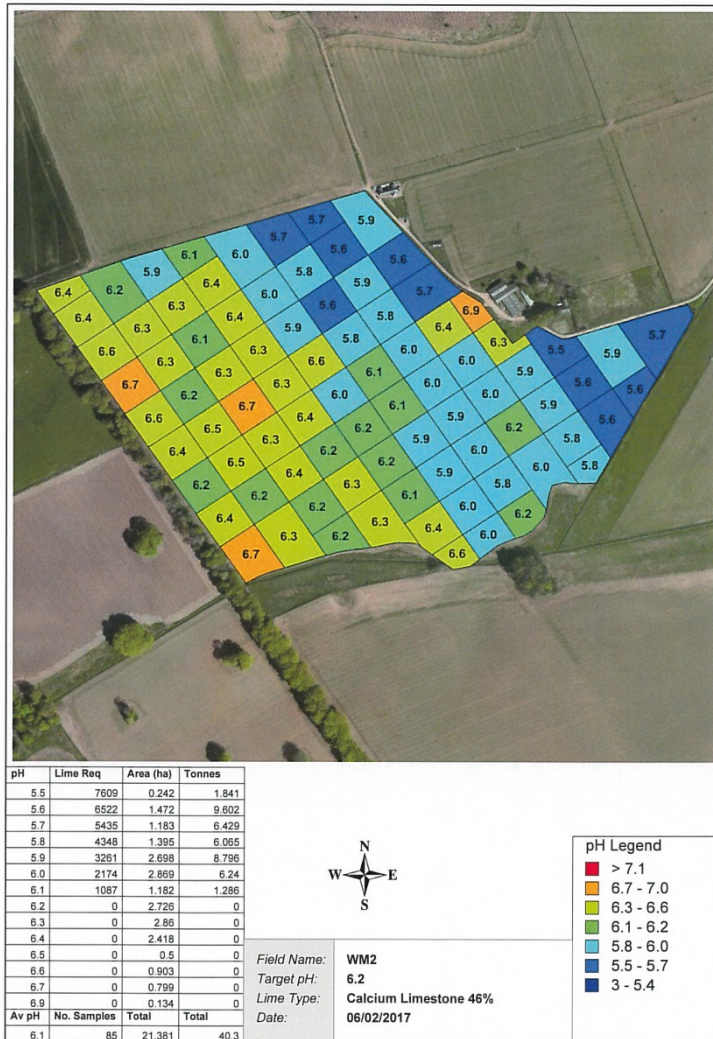 5.7 5.9
5.7
6.1 6.0 5.6 5.6
5.9 5.8 5.9
6.4 6.2 6.4 6.0 5.6 5.7
6.4 6.3 6.4 5.9 5.8 6.9
6.6 6.3 6.1 6.3 5.8 6.4 6.3 5.5 5.7
6.7 6.3 6.3 6.6 6.0 6.0 5.9 5.9
6.2 6.3 6.1 6.0 5.6 5.6
6.6 6.7 6.0 6.1 6.0 5.9 5.6
6.5 6.4 5.9 6.2
6.4 6.3 6.2 5.9 6.0 5.8
6.5 6.2 6.2 6.0 5.8
6.2 6.4 5.9 5.8
6.2 6.3 6.1
6.4 6.2 6.0 6.2
6.3 6.3 6.4 6.0
6.7 6.2 6.6
pH Lime Req Area (ha) Tonnes
5.5 7609 0.242 1.841
5.6 6522 1.472 9.602
5.7 5435 1.183 6.429
5.8 4348 1.395 6.065
5.9 3261 2.698 8.796
6.0 2174 2.869 6.24
6.1 1087 1.182 1.286
6.2 0 2.726 0
6.3 0 2.86 0
6.4 0 2.418 0
6.5 0 0.5 0
6.6 0 0.903 0
6.7 0 0.799 0
6.9 0 0.134 0
Av pH No. Samples Total Total
6.1 85 21.381 40.3
N
W E
S
Field Name: WM2
Target pH: 6.2
Lime Type: Calcium Limestone 46%
Date: 06/02/2017
pH Legend
> 7.1
6.7 - 7.0
6.3 - 6.6
6.1 - 6.2
5.8 - 6.0
5.5 - 5.7
3 - 5.4